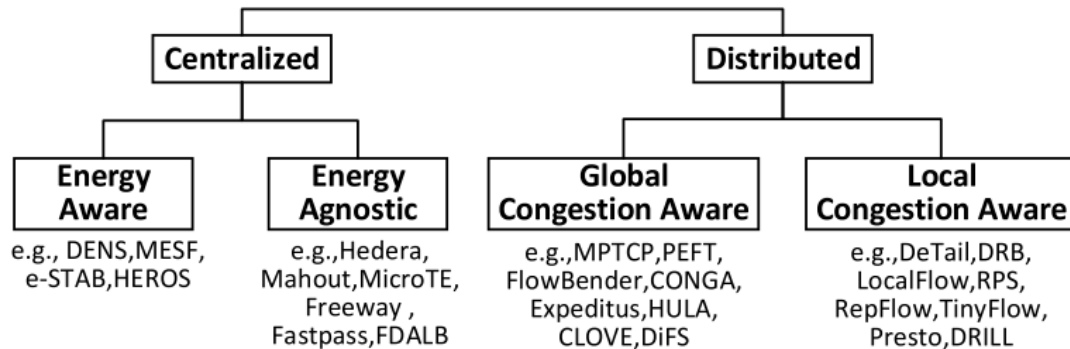 Centralized
Distributed
Energy
Aware
e.g., DENS,MESF,
e-STAB,HEROS
Energy
Agnostic
e.g.,Hedera,
Mahout,MicroTE,
Freeway ,
Fastpass,FDALB
Global
Congestion Aware
e.g.,MPTCP,PEFT,
FlowBender,CONGA,
Expeditus,HULA,
CLOVE,DiFS
Local
Congestion Aware
e.g.,DeTail,DRB,
LocalFlow,RPS,
RepFlow,TinyFlow,
Presto,DRILL